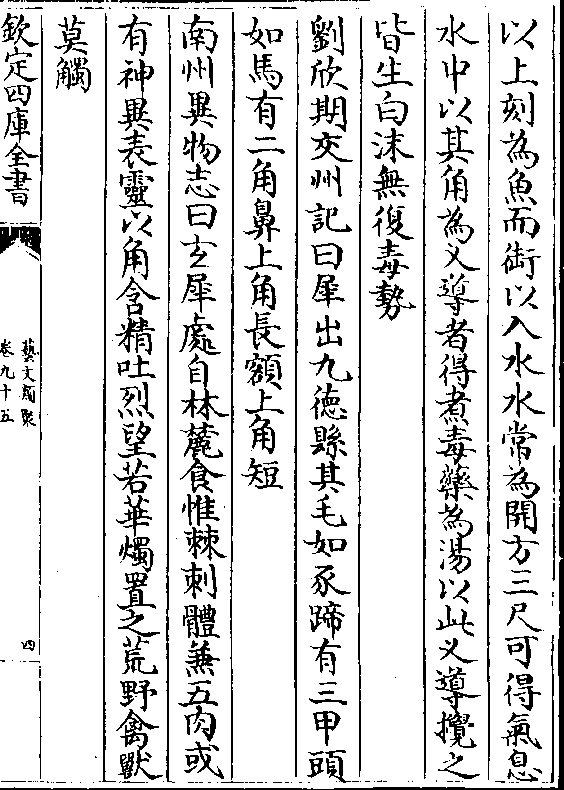 以上刻為魚而銜以入水水常為開方三尺可得氣息
水中以其角為义導者得煮毒藥為湯以此义導攪之
皆生白沫無復毒勢
劉欣期交州記曰犀出九徳縣其毛如豕蹄有三甲頭
如馬有二角鼻上角長額上角短
南州異物志曰玄犀處自林麓食惟棘刺體兼五肉或
有神異表靈以角含精吐烈望若華燭置之荒野禽獸
莫觸
欽定四庫全書
藝文類聚
卷九十五
四